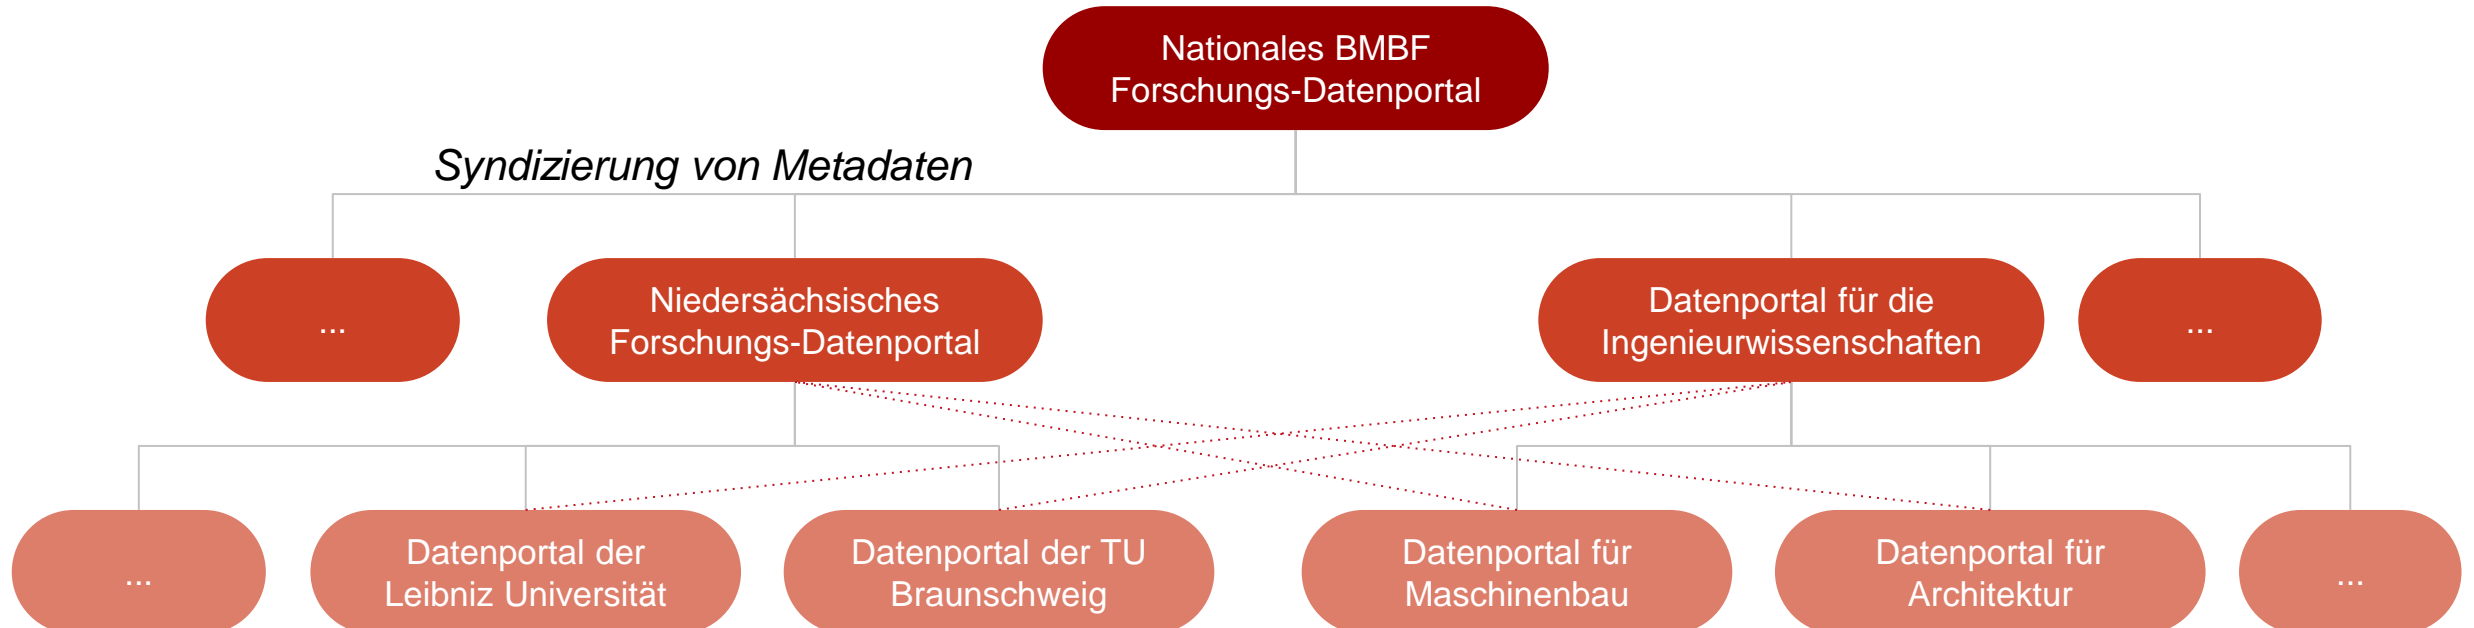 Nationales BMBF
Forschungs-Datenportal
Syndizierung von Metadaten
...
Niedersächsisches
Forschungs-Datenportal
Datenportal für die
Ingenieurwissenschaften
...
...
Datenportal der
Leibniz Universität
Datenportal der TU
Braunschweig
Datenportal für
Maschinenbau
Datenportal für
Architektur
...